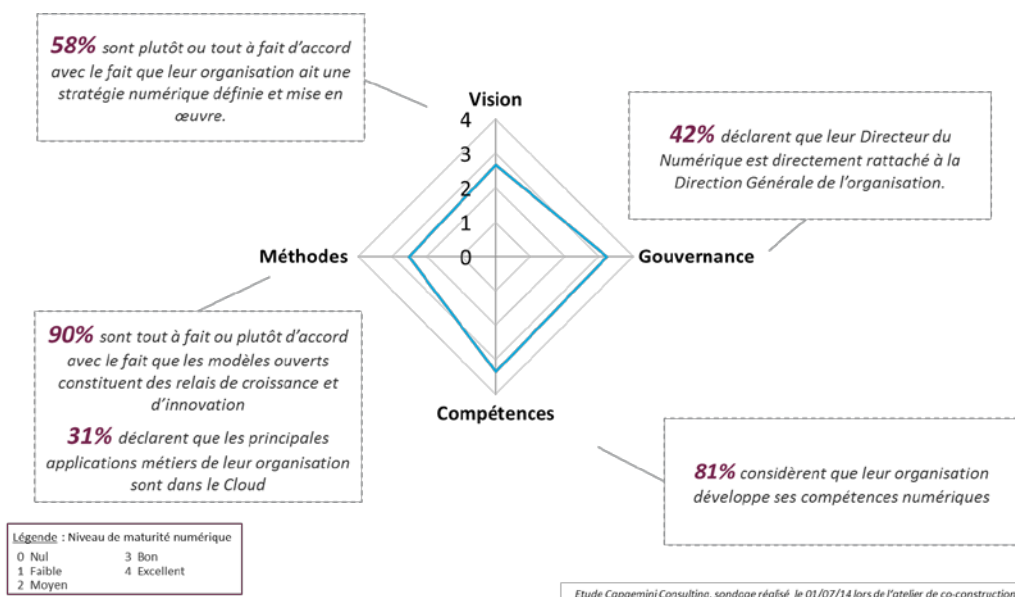 58% sont plutôt ou tout à fait d'accord
avec le fait que leur organisation ait une
stratégie numérique définie et mise en
œuvre.
Vision
4
3
2
1
0
42% déclarent que leur Directeur du
Numérique est directement rattaché à la
Direction Générale de l'organisation.
Méthodes
Gouvernance
90% sont tout à fait ou plutôt d'accord
avec le fait que les modèles ouverts
constituent des relais de croissance et
d'innovation
31% déclarent que les principales
applications métiers de leur organisation
sont dans le Cloud
Compétences
81% considèrent que leur organisation
développe ses compétences numériques
Légende : Niveau de maturité numérique
0 Nul 3 Bon
1 Faible 4 Excellent
2 Moyen
Etude Capgemini Consulting, sondage réalisé le 01/07/14 lors de l'atelier de co-construction